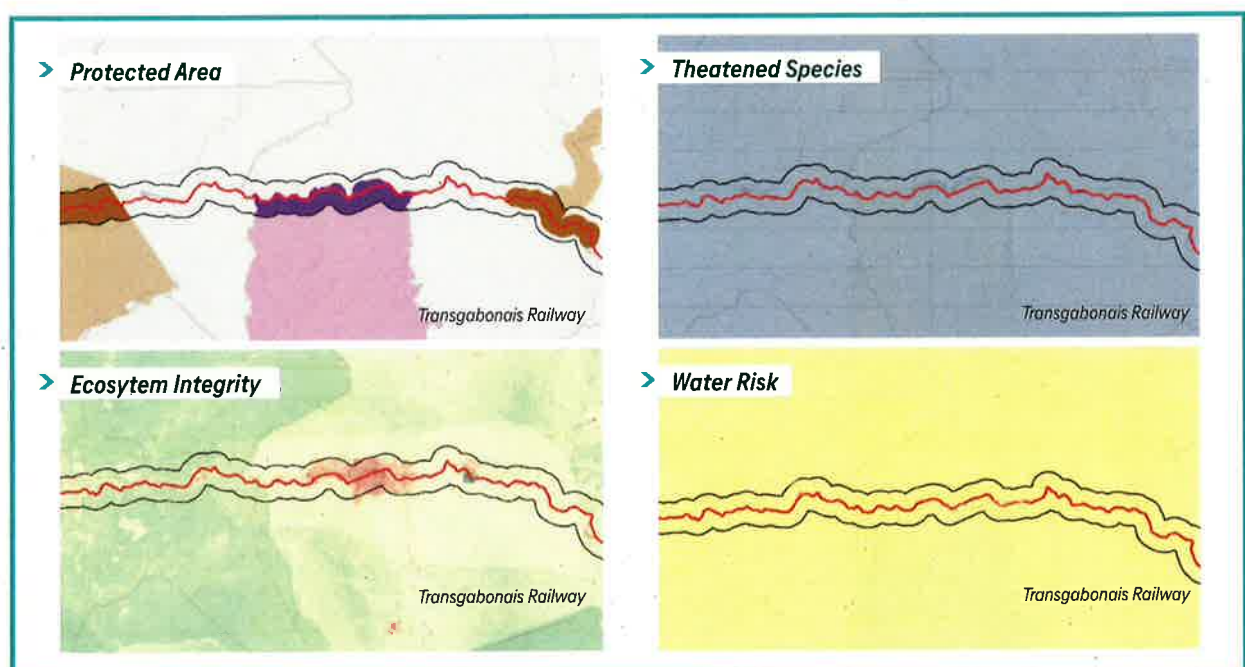 > Protected Area
> Theatened Species
Transgabonais Railway
Transgabonais Railway
> Ecosytem Integrity
> Water Risk
Transgabonais Railway
Transgabonais Railway